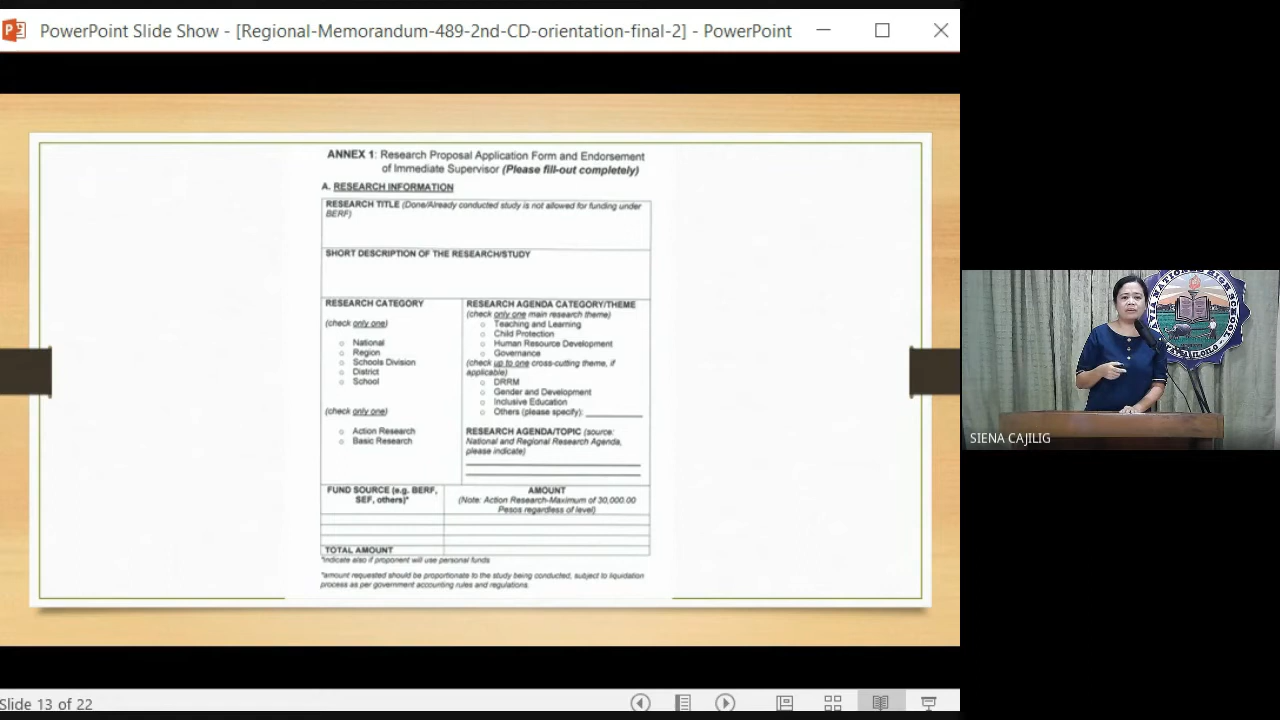 PowerPoint Slide Show - [Regional-Memorandum-489-2nd-CD-orientation-final-2] - PowerPoint
ANNEX 1: Research Proposal Application Form and Endorsement
of Immediate Supervisor (Please fill-out completely)
A. RESEARCH INFORMATION
RESEARCH TITLE (Done/Already conducted study is not allowed for funding under
BERF)
SHORT DESCRIPTION OF THE RESEARCH/STUDY
RESEARCH CATEGORY
(check only one)
National
Region
Schools Division
District
School
(check only one)
Action Research
Basic Research
RESEARCH AGENDA CATEGORY/THEME
(check only one main research theme)
Teaching and Learning
Child Protection
Human Resource Development
Governance
(check up to one cross-cutting theme, if
applicable)
DRRM
Gender and Development
Inclusive Education
Others (please specify): __________
RESEARCH AGENDA/TOPIC (source:
National and Regional Research Agenda,
please indicate)
FUND SOURCE (e.g. BERF,
SEF, others)*
AMOUNT
(Note: Action Research-Maximum of 30,000.00
Pesos regardless of level)
TOTAL AMOUNT
*indicate also if proponent will use personal funds
*amount requested should be proportionate to the study being conducted, subject to liquidation
process as per government accounting rules and regulations.
SIENA CAJILIG
Slide 13 of 22